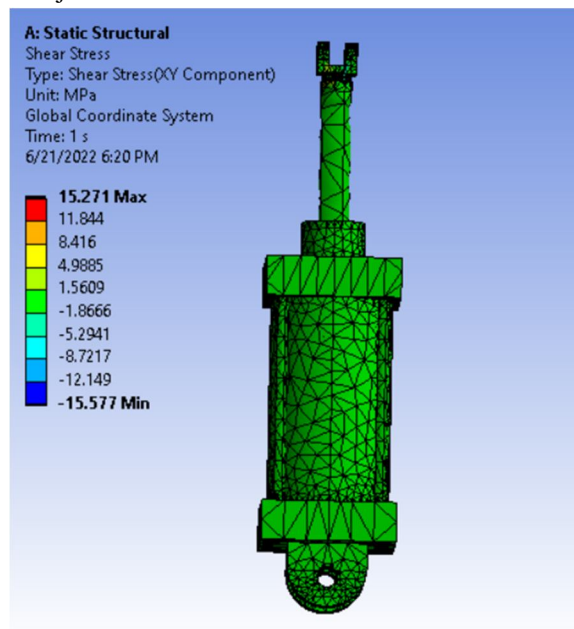 A: Static Structural
Shear Stress
Type: Shear Stress(XY Component)
Unit: MPa
Global Coordinate System
Time: 1 s
6/21/2022 6:20 PM
15.271 Max
11.844
8.416
4.9885
1.5609
-1.8666
-5.2941
-8.7217
-12.149
-15.577 Min